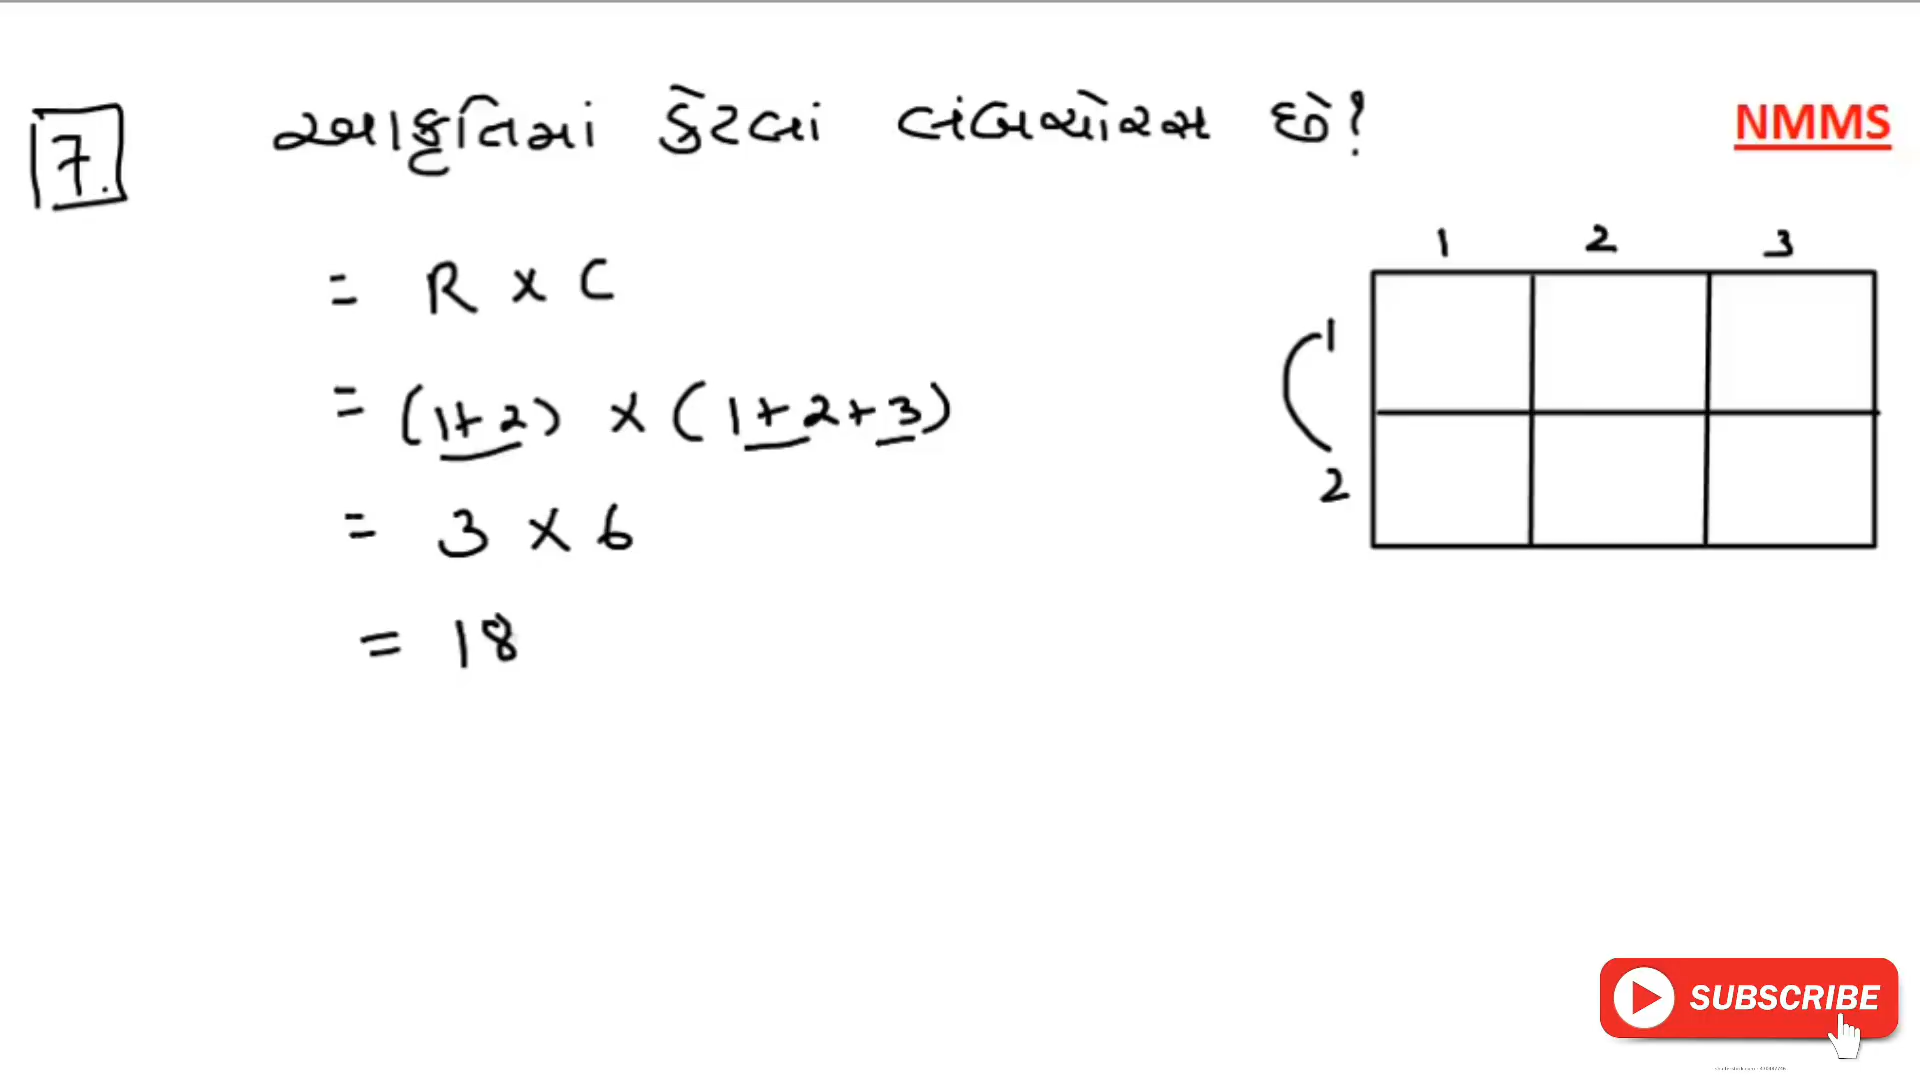 7. આકૃતિમાં કેટલાં લંબચોરસ છે?
NMMS
= R × C
= (1+2) × (1+2+3)
= 3 × 6
= 18
1 2 3
1
2
SUBSCRIBE